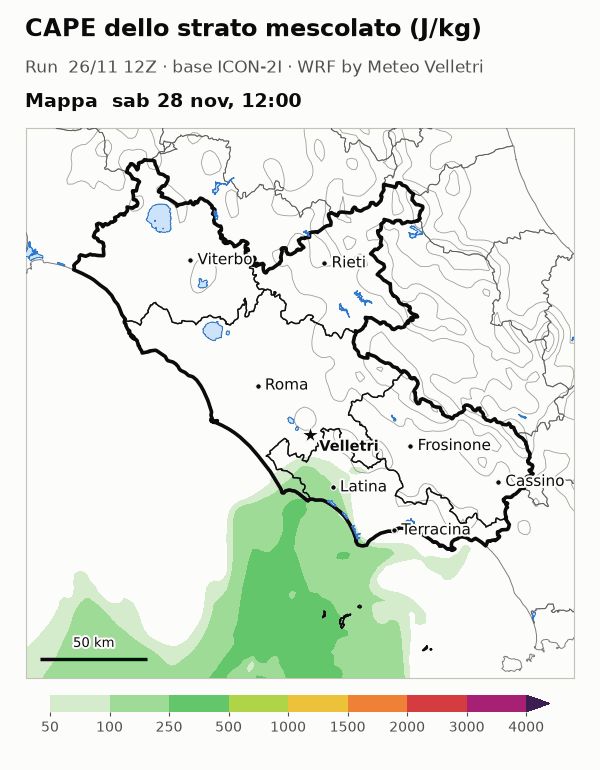 CAPE dello strato mescolato (J/kg)
Run  26/11 12Z · base ICON-2I · WRF by Meteo Velletri
Mappa  sab 28 nov, 12:00
Viterbo
Rieti
Roma
Velletri
Frosinone
Latina
Cassino
Terracina
50 km
50 100 250 500 1000 1500 2000 3000 4000